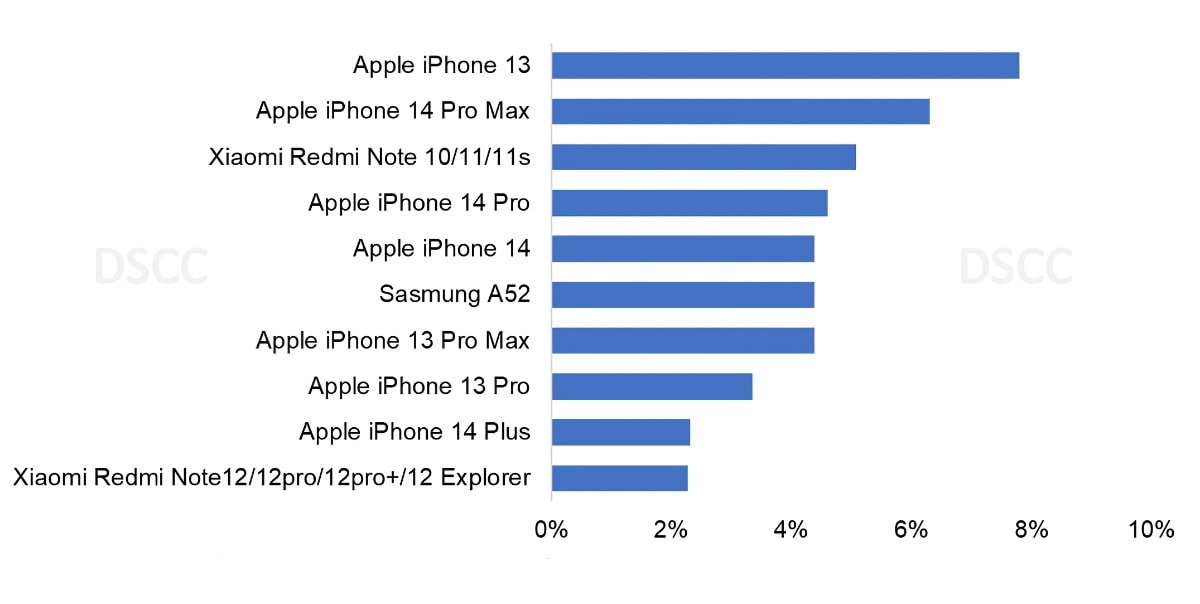 Apple iPhone 13
Apple iPhone 14 Pro Max
Xiaomi Redmi Note 10/11/11s
Apple iPhone 14 Pro
Apple iPhone 14
DSCC
DSCC
Sasmung A52
Apple iPhone 13 Pro Max
Apple iPhone 13 Pro
Apple iPhone 14 Plus
Xiaomi Redmi Note12/12pro/12pro+/12 Explorer
0% 2% 4% 6% 8% 10%